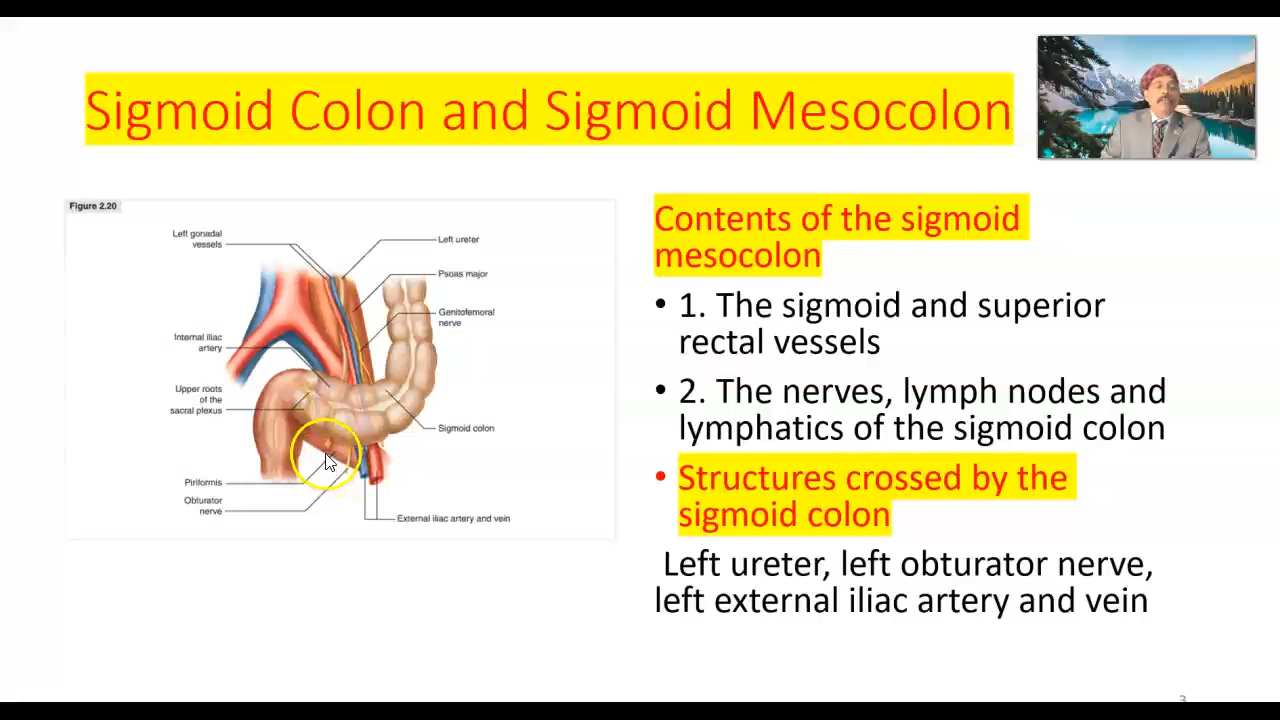 Sigmoid Colon and Sigmoid Mesocolon
Figure 2.20
Left gonadal
vessels
Left ureter
Psoas major
Genitofemoral
nerve
Internal iliac
artery
Upper roots
of the
sacral plexus
Sigmoid colon
Piriformis
Obturator
nerve
External iliac artery and vein
Contents of the sigmoid
mesocolon
• 1. The sigmoid and superior
rectal vessels
• 2. The nerves, lymph nodes and
lymphatics of the sigmoid colon
• Structures crossed by the
sigmoid colon
Left ureter, left obturator nerve,
left external iliac artery and vein
3